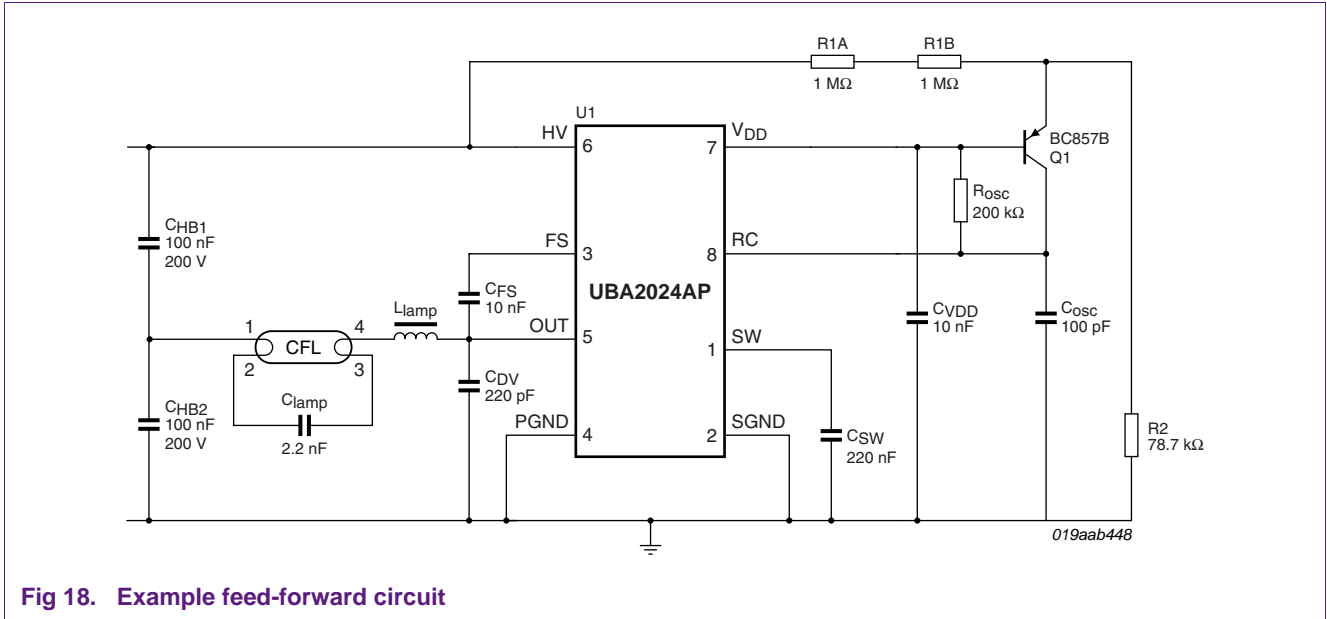 R1A
R1B
1 MΩ
1 MΩ
U1
HV
6
7
VDD
BC857B
Q1
Rosc
200 kΩ
CHB1
100 nF
200 V
FS
3
8
RC
UBA2024AP
CFS
10 nF
Llamp
OUT
5
CVDD
10 nF
Cosc
100 pF
1
4
CFL
2
3
SW
1
CDV
220 pF
Clamp
2.2 nF
CHB2
100 nF
200 V
PGND
4
2
SGND
CSW
220 nF
R2
78.7 kΩ
019aab448
Fig 18. Example feed-forward circuit